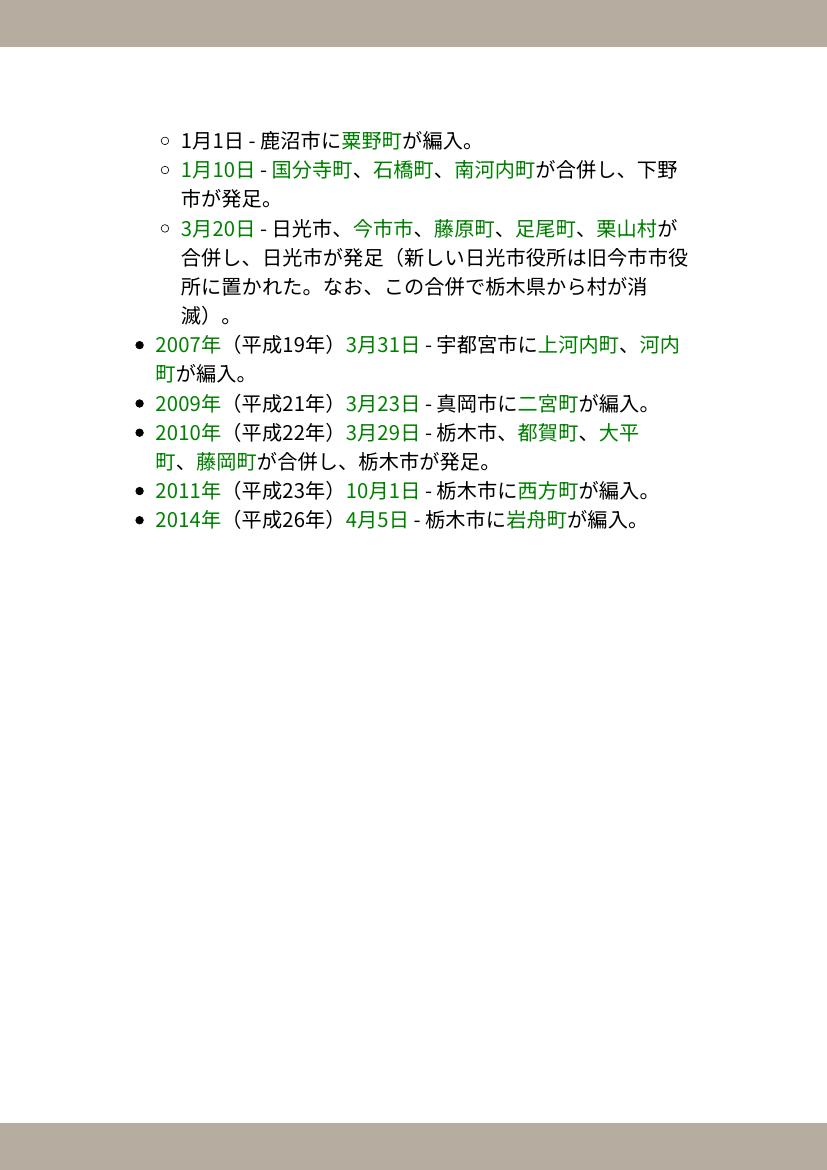 1月1日 - 鹿沼市に粟野町が編入。
1月10日 - 国分寺町、石橋町、南河内町が合併し、下野
市が発足。
3月20日 - 日光市、今市市、藤原町、足尾町、栗山村が
合併し、日光市が発足（新しい日光市役所は旧今市市役
所に置かれた。なお、この合併で栃木県から村が消
滅）。
2007年（平成19年）3月31日 - 宇都宮市に上河内町、河内
町が編入。
2009年（平成21年）3月23日 - 真岡市に二宮町が編入。
2010年（平成22年）3月29日 - 栃木市、都賀町、大平
町、藤岡町が合併し、栃木市が発足。
2011年（平成23年）10月1日 - 栃木市に西方町が編入。
2014年（平成26年）4月5日 - 栃木市に岩舟町が編入。